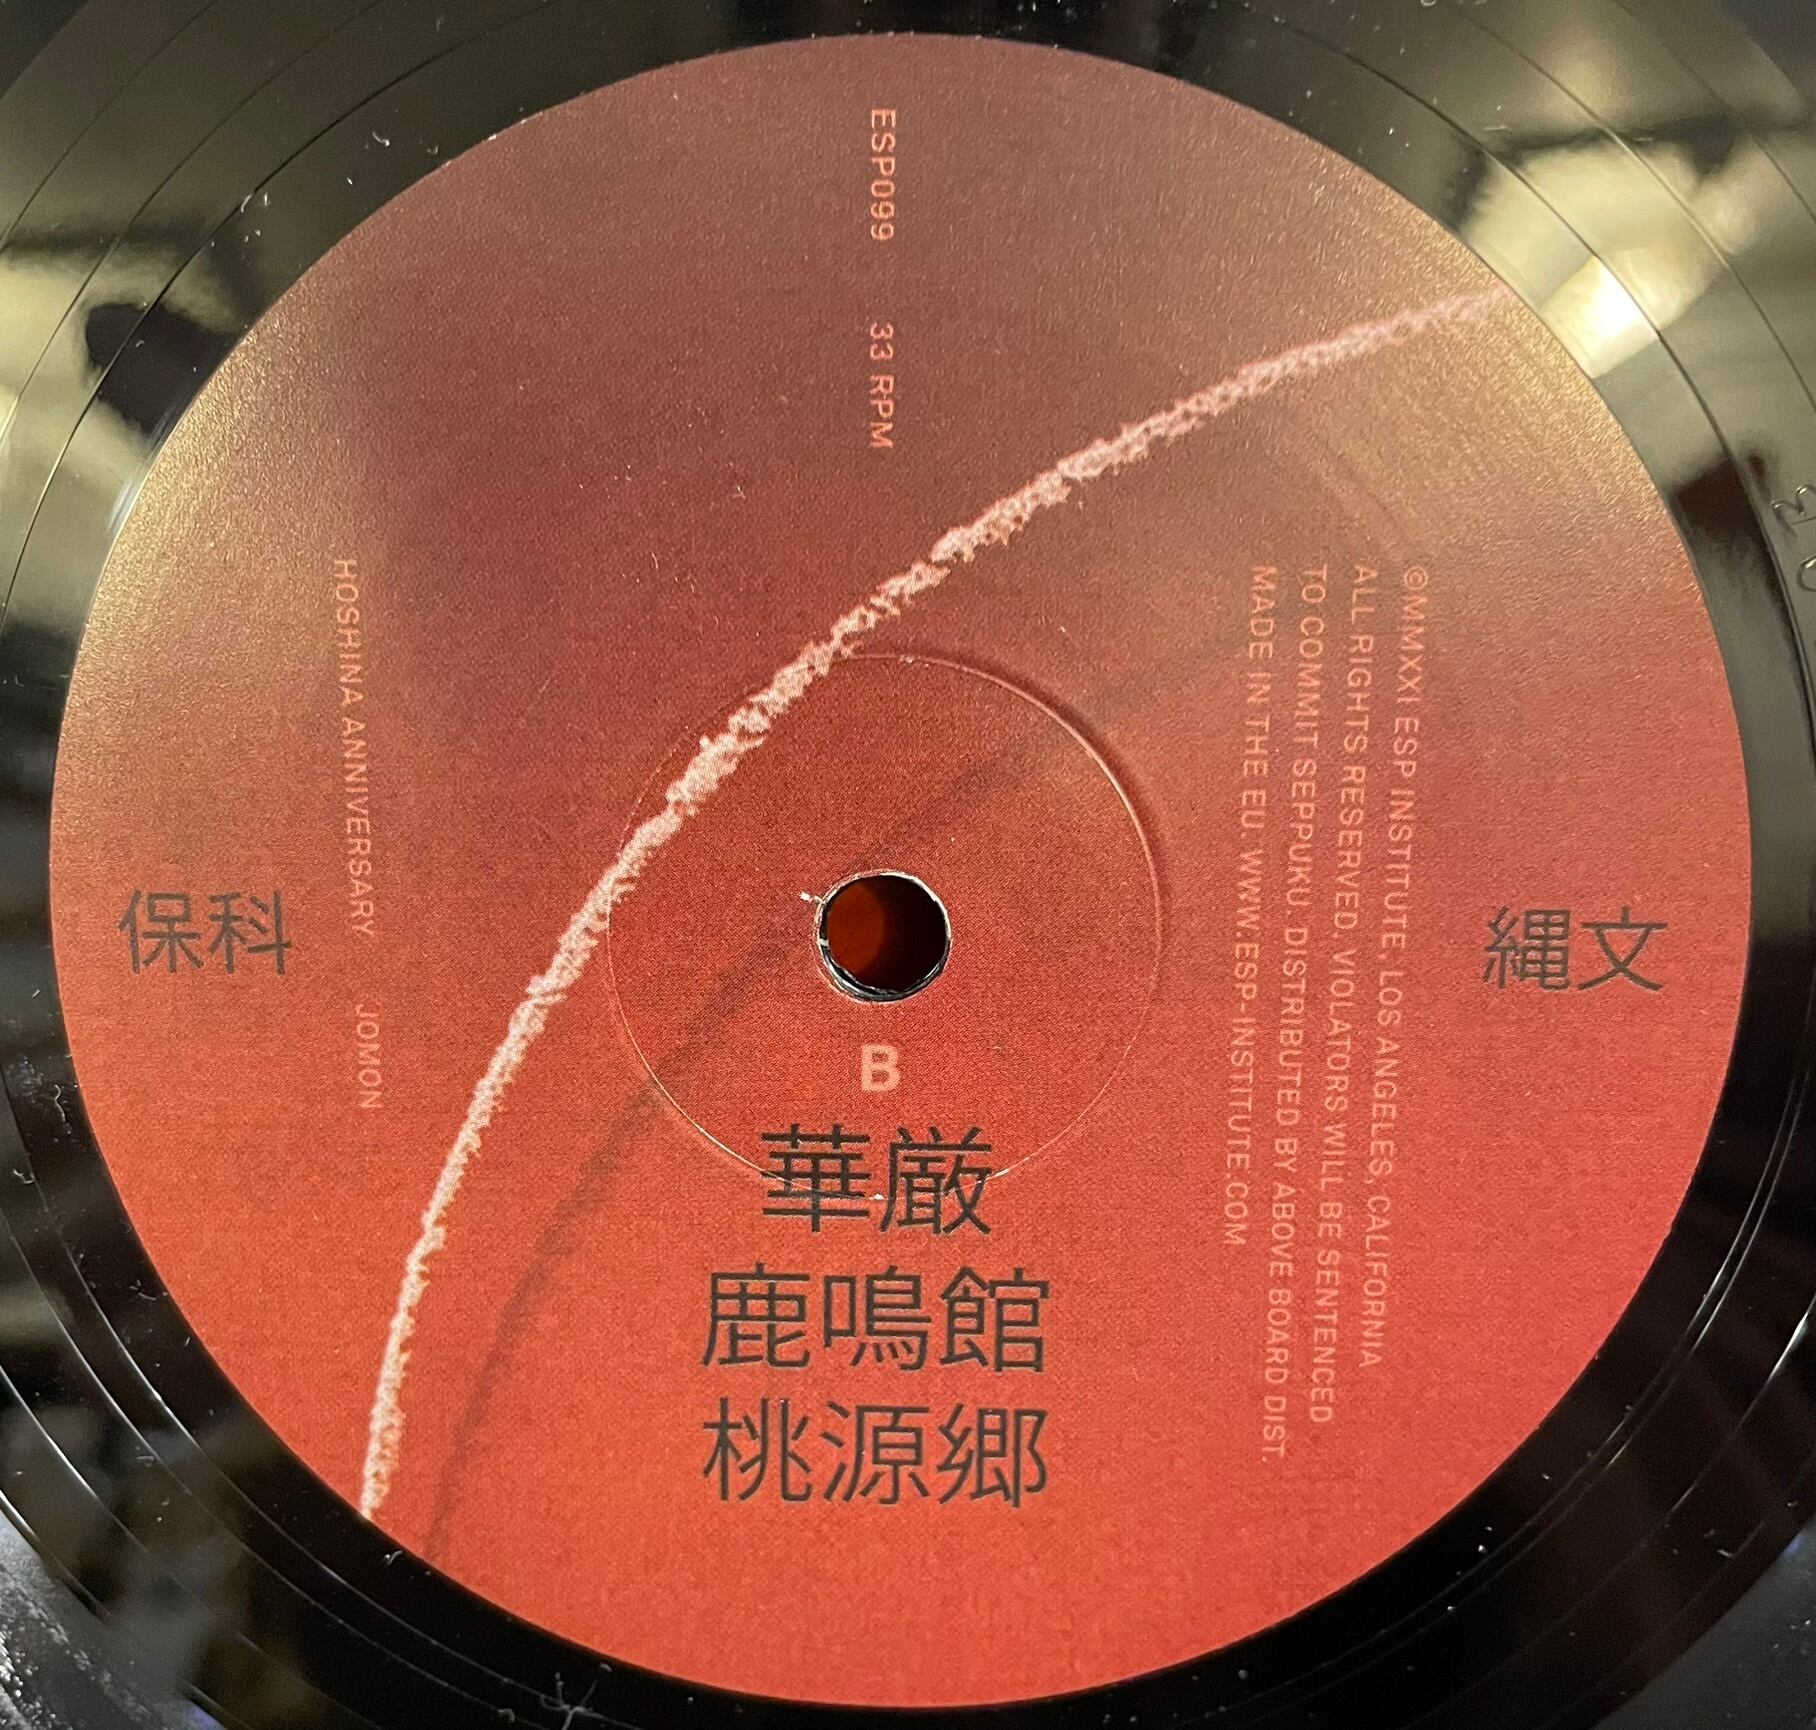 ESP099 33 RPM
HOSHINA ANNIVERSARY JOMON
©MMXXI ESP INSTITUTE, LOS ANGELES, CALIFORNIA
ALL RIGHTS RESERVED. VIOLATORS WILL BE SENTENCED
TO COMMIT SEPPUKU. DISTRIBUTED BY ABOVE BOARD DIST.
MADE IN THE EU. WWW.ESP-INSTITUTE.COM
保科
縄文
B
華厳
鹿鳴館
桃源郷